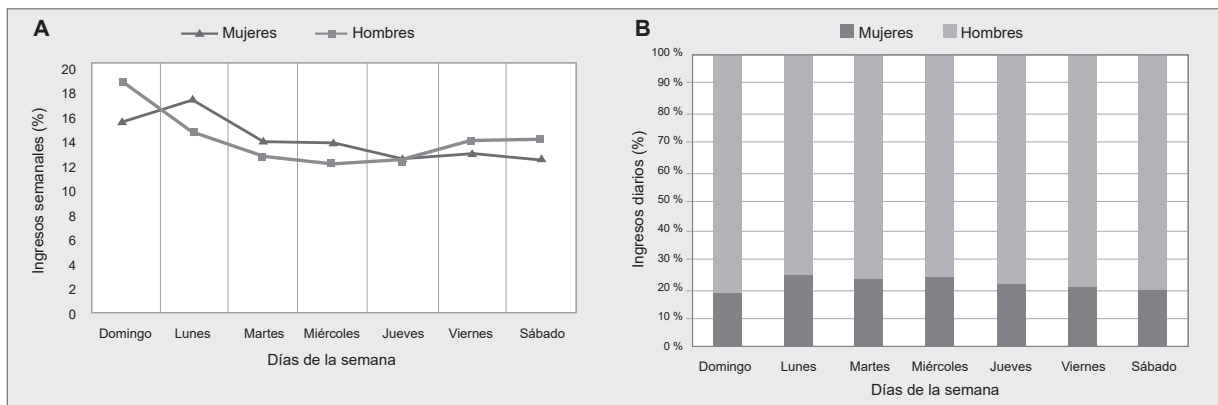 A
Mujeres
Hombres
Ingresos semanales (%)
20
18
16
14
12
10
8
6
4
2
0
Domingo
Lunes
Martes
Miércoles
Jueves
Viernes
Sábado
Días de la semana
B
Mujeres
Hombres
Ingresos diarios (%)
100 %
90 %
80 %
70 %
60 %
50 %
40 %
30 %
20 %
10 %
0 %
Domingo
Lunes
Martes
Miércoles
Jueves
Viernes
Sábado
Días de la semana